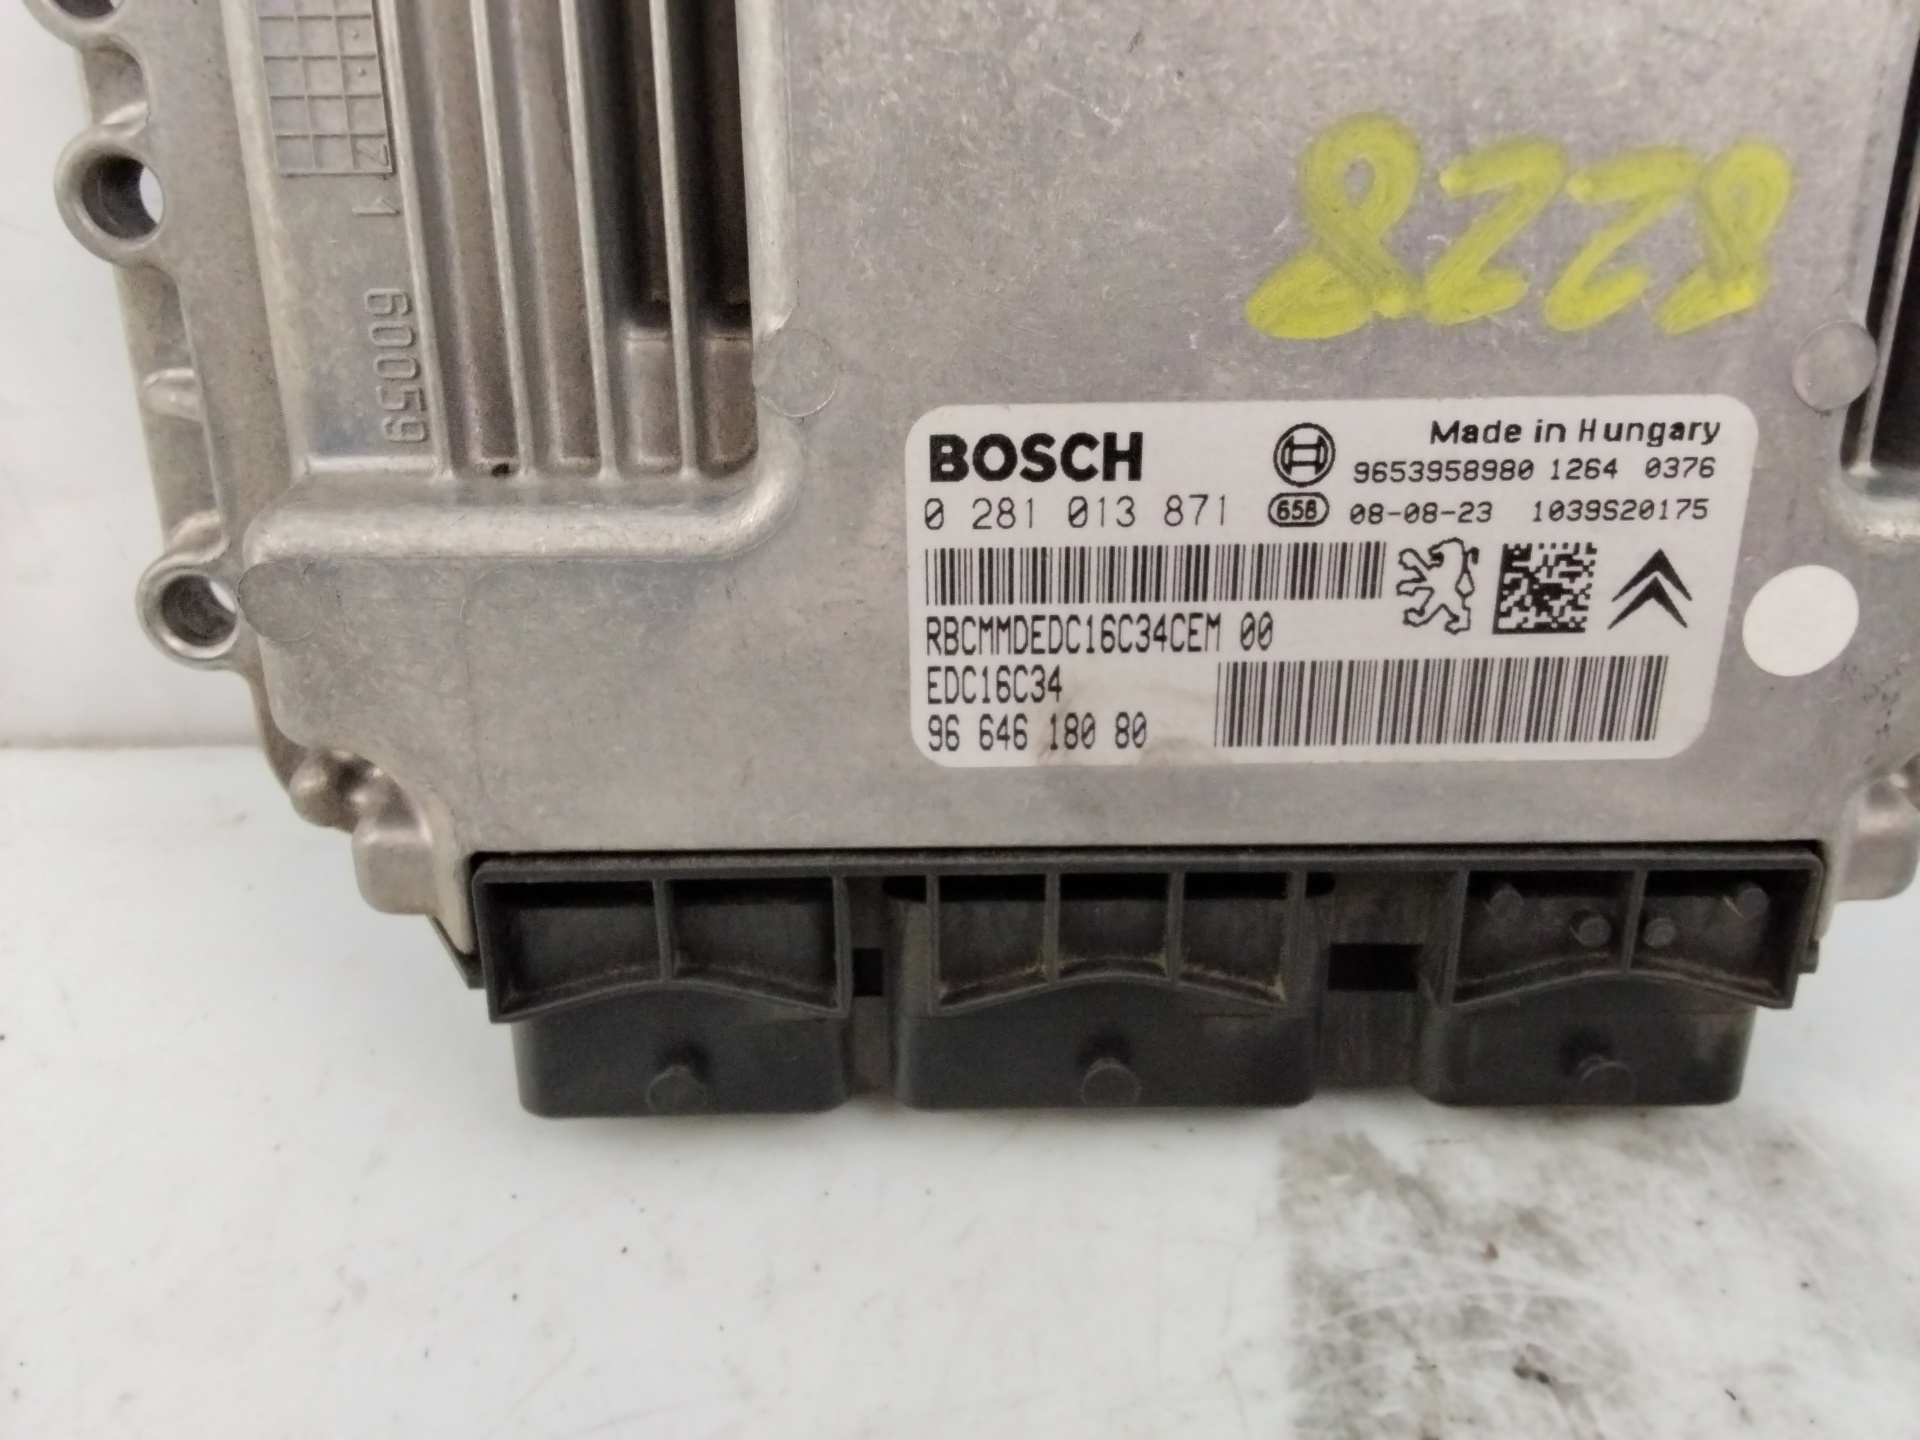 Z
1
60059
8228
BOSCH
Made in Hungary
9653958980 1264 0376
0 281 013 871
658
08-08-23 1039S20175
RBCMMDEDC16C34CEM 00
EDC16C34
96 646 180 80